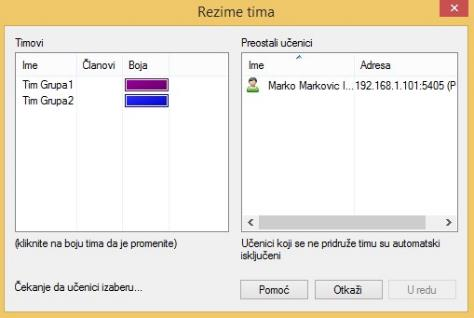 Rezime tima
Timovi
Ime Članovi Boja
Tim Grupa1
Tim Grupa2
(kliknite na boju tima da je promenite)
Preostali učenici
Ime Adresa
Marko Markovic I... 192.168.1.101:5405 (P
Učenici koji se ne pridruže timu su automatski
isključeni
Čekanje da učenici izaberu...
Pomoć Otkaži U redu